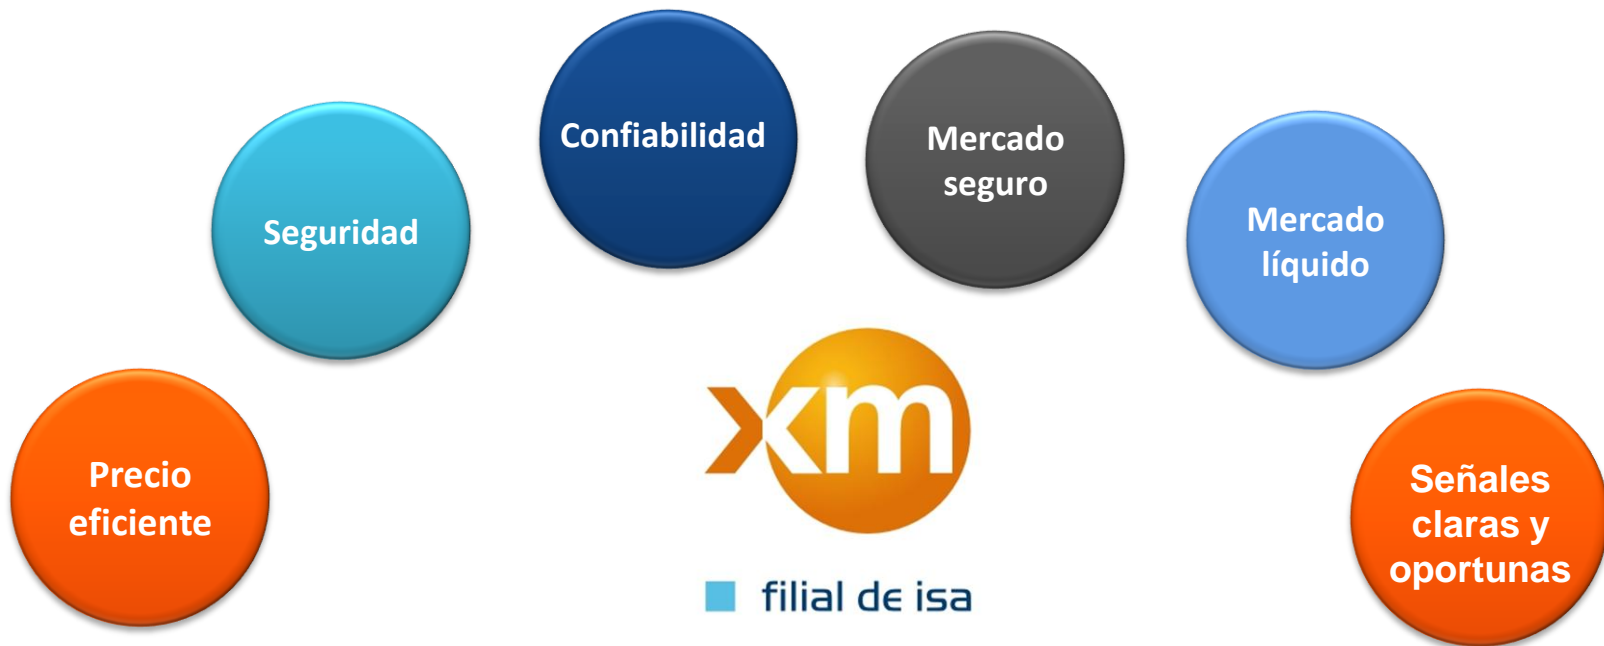 Precio
eficiente
Seguridad
Confiabilidad
Mercado
seguro
Mercado
líquido
Señales
claras y
oportunas
xm
filial de isa